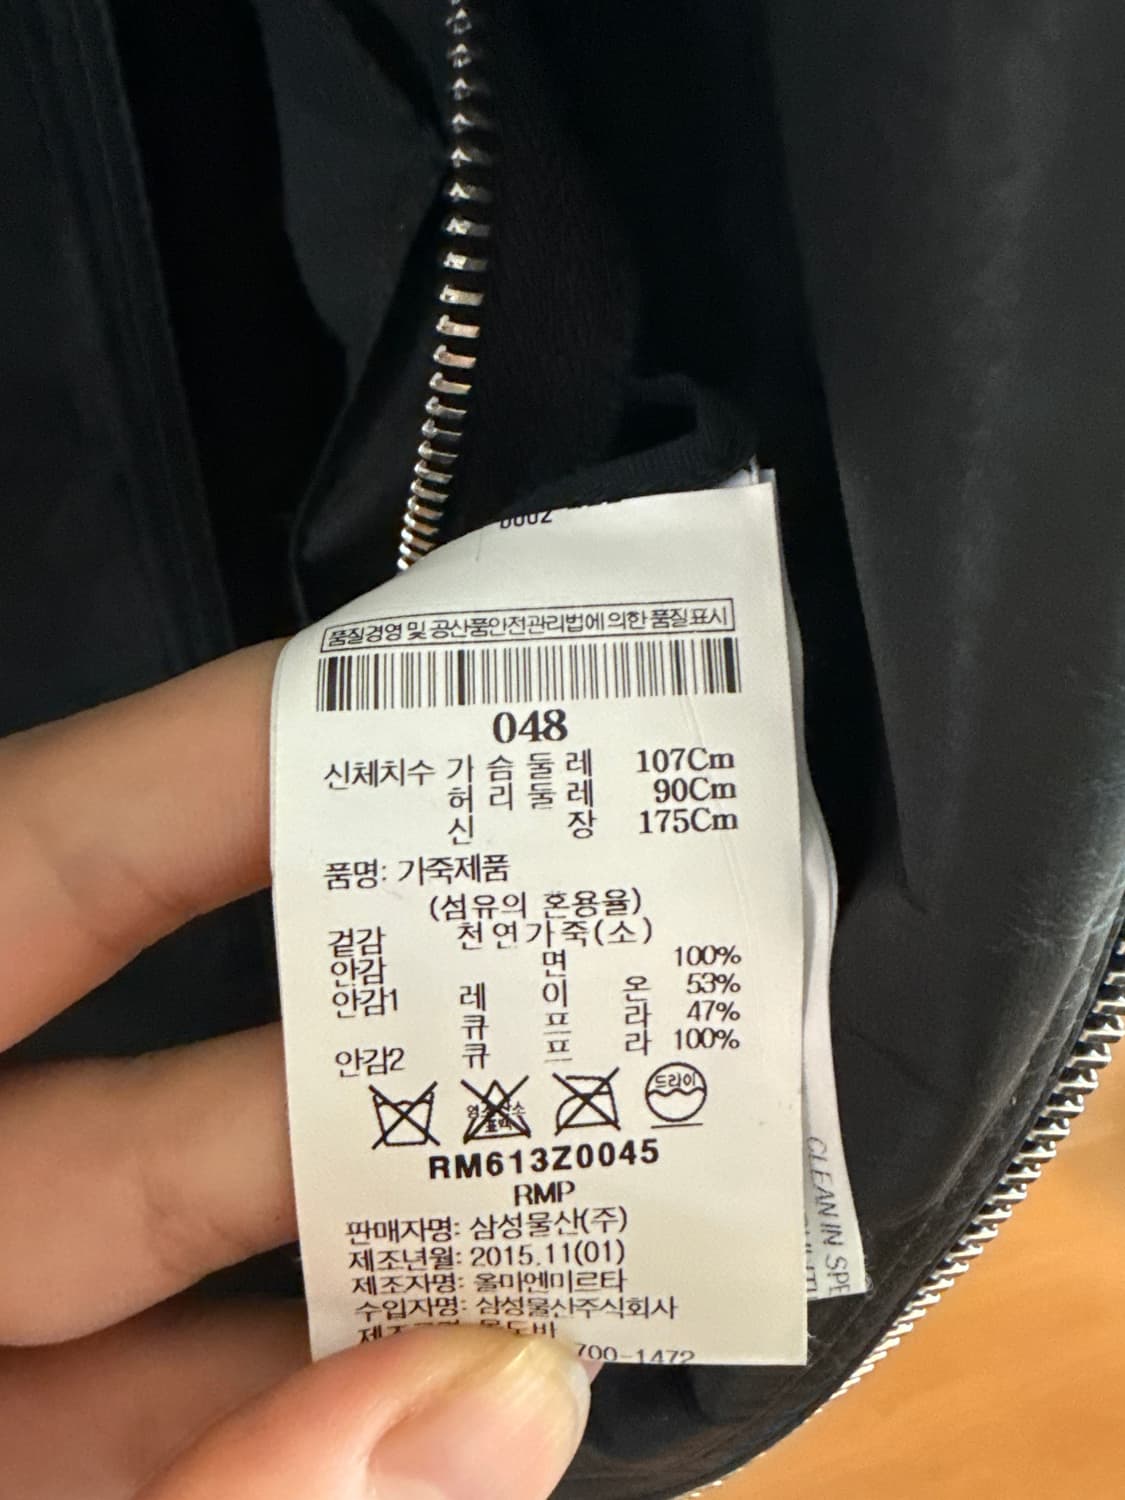 품질경영 및 공산품안전관리법에 의한 품질표시
048
신체치수 가슴둘레 107Cm
허리둘레 90Cm
신장 175Cm
품명: 가죽제품
(섬유의 혼용율)
겉감 천연가죽(소)
안감 면 100%
안감1 레이온 53%
큐프라 47%
안감2 큐프라 100%
드라이
RM613Z0045
RMP
판매자명: 삼성물산(주)
제조년월: 2015.11(01)
제조자명: 올마엔미르타
수입자명: 삼성물산주식회사
몰도바
700-1472
CLEAN IN SPE